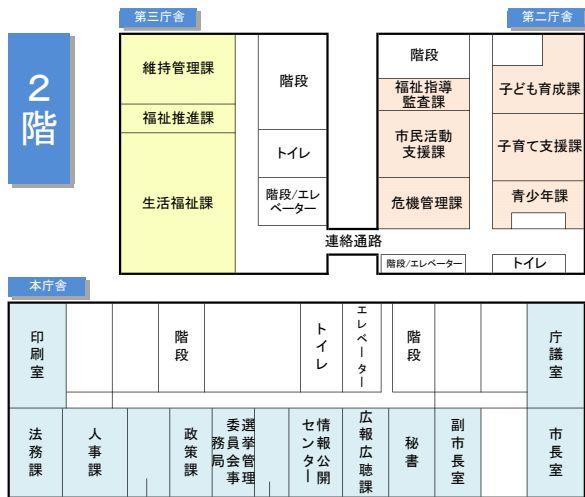 第三庁舎
第二庁舎
2
階
維持管理課
福祉推進課
生活福祉課
階段
トイレ
階段/エレ
ベーター
階段
福祉指導
監査課
市民活動
支援課
危機管理課
子ども育成課
子育て支援課
青少年課
連絡通路
階段/エレベーター
トイレ
本庁舎
印刷室
階段
トイレ
エレベーター
階段
庁議室
法務課
人事課
政策課
選挙管理
委員会事
務局
情報公開
センター
広報広聴課
秘書
副市長室
市長室